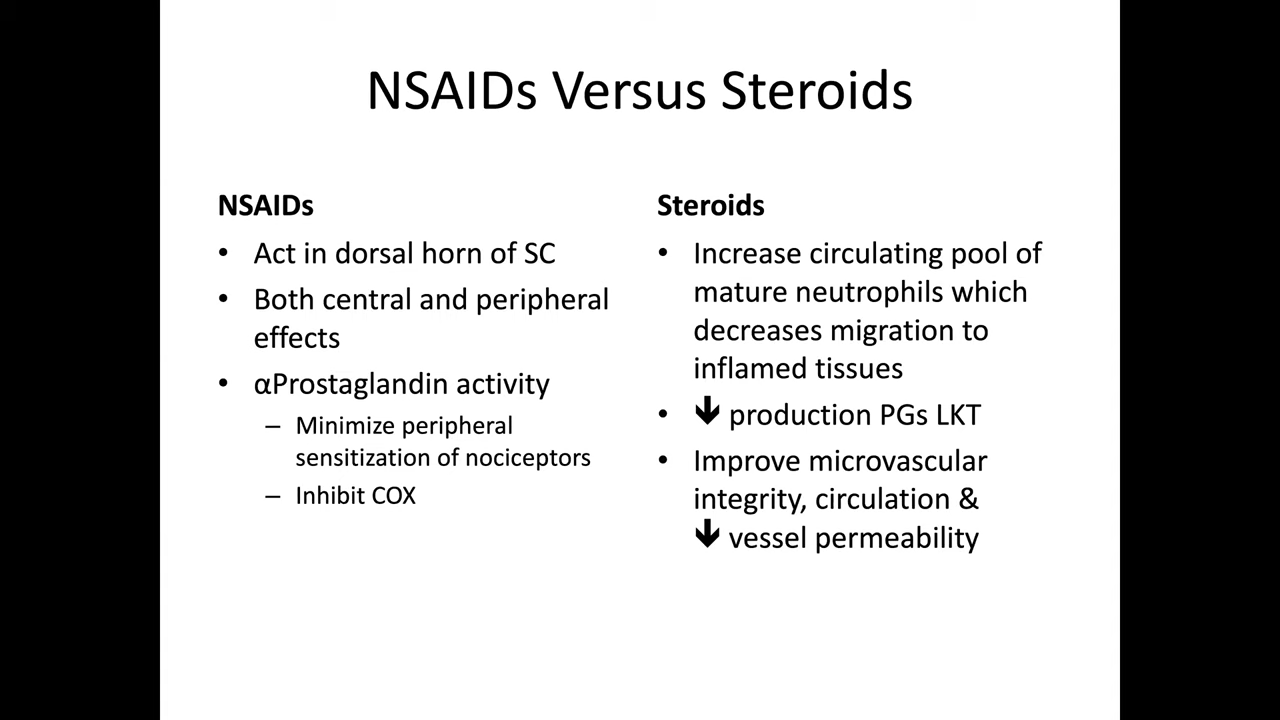 NSAIDs Versus Steroids
NSAIDs
• Act in dorsal horn of SC
• Both central and peripheral
effects
• αProstaglandin activity
– Minimize peripheral
sensitization of nociceptors
– Inhibit COX
Steroids
• Increase circulating pool of
mature neutrophils which
decreases migration to
inflamed tissues
• 🡻 production PGs LKT
• Improve microvascular
integrity, circulation &
🡻 vessel permeability